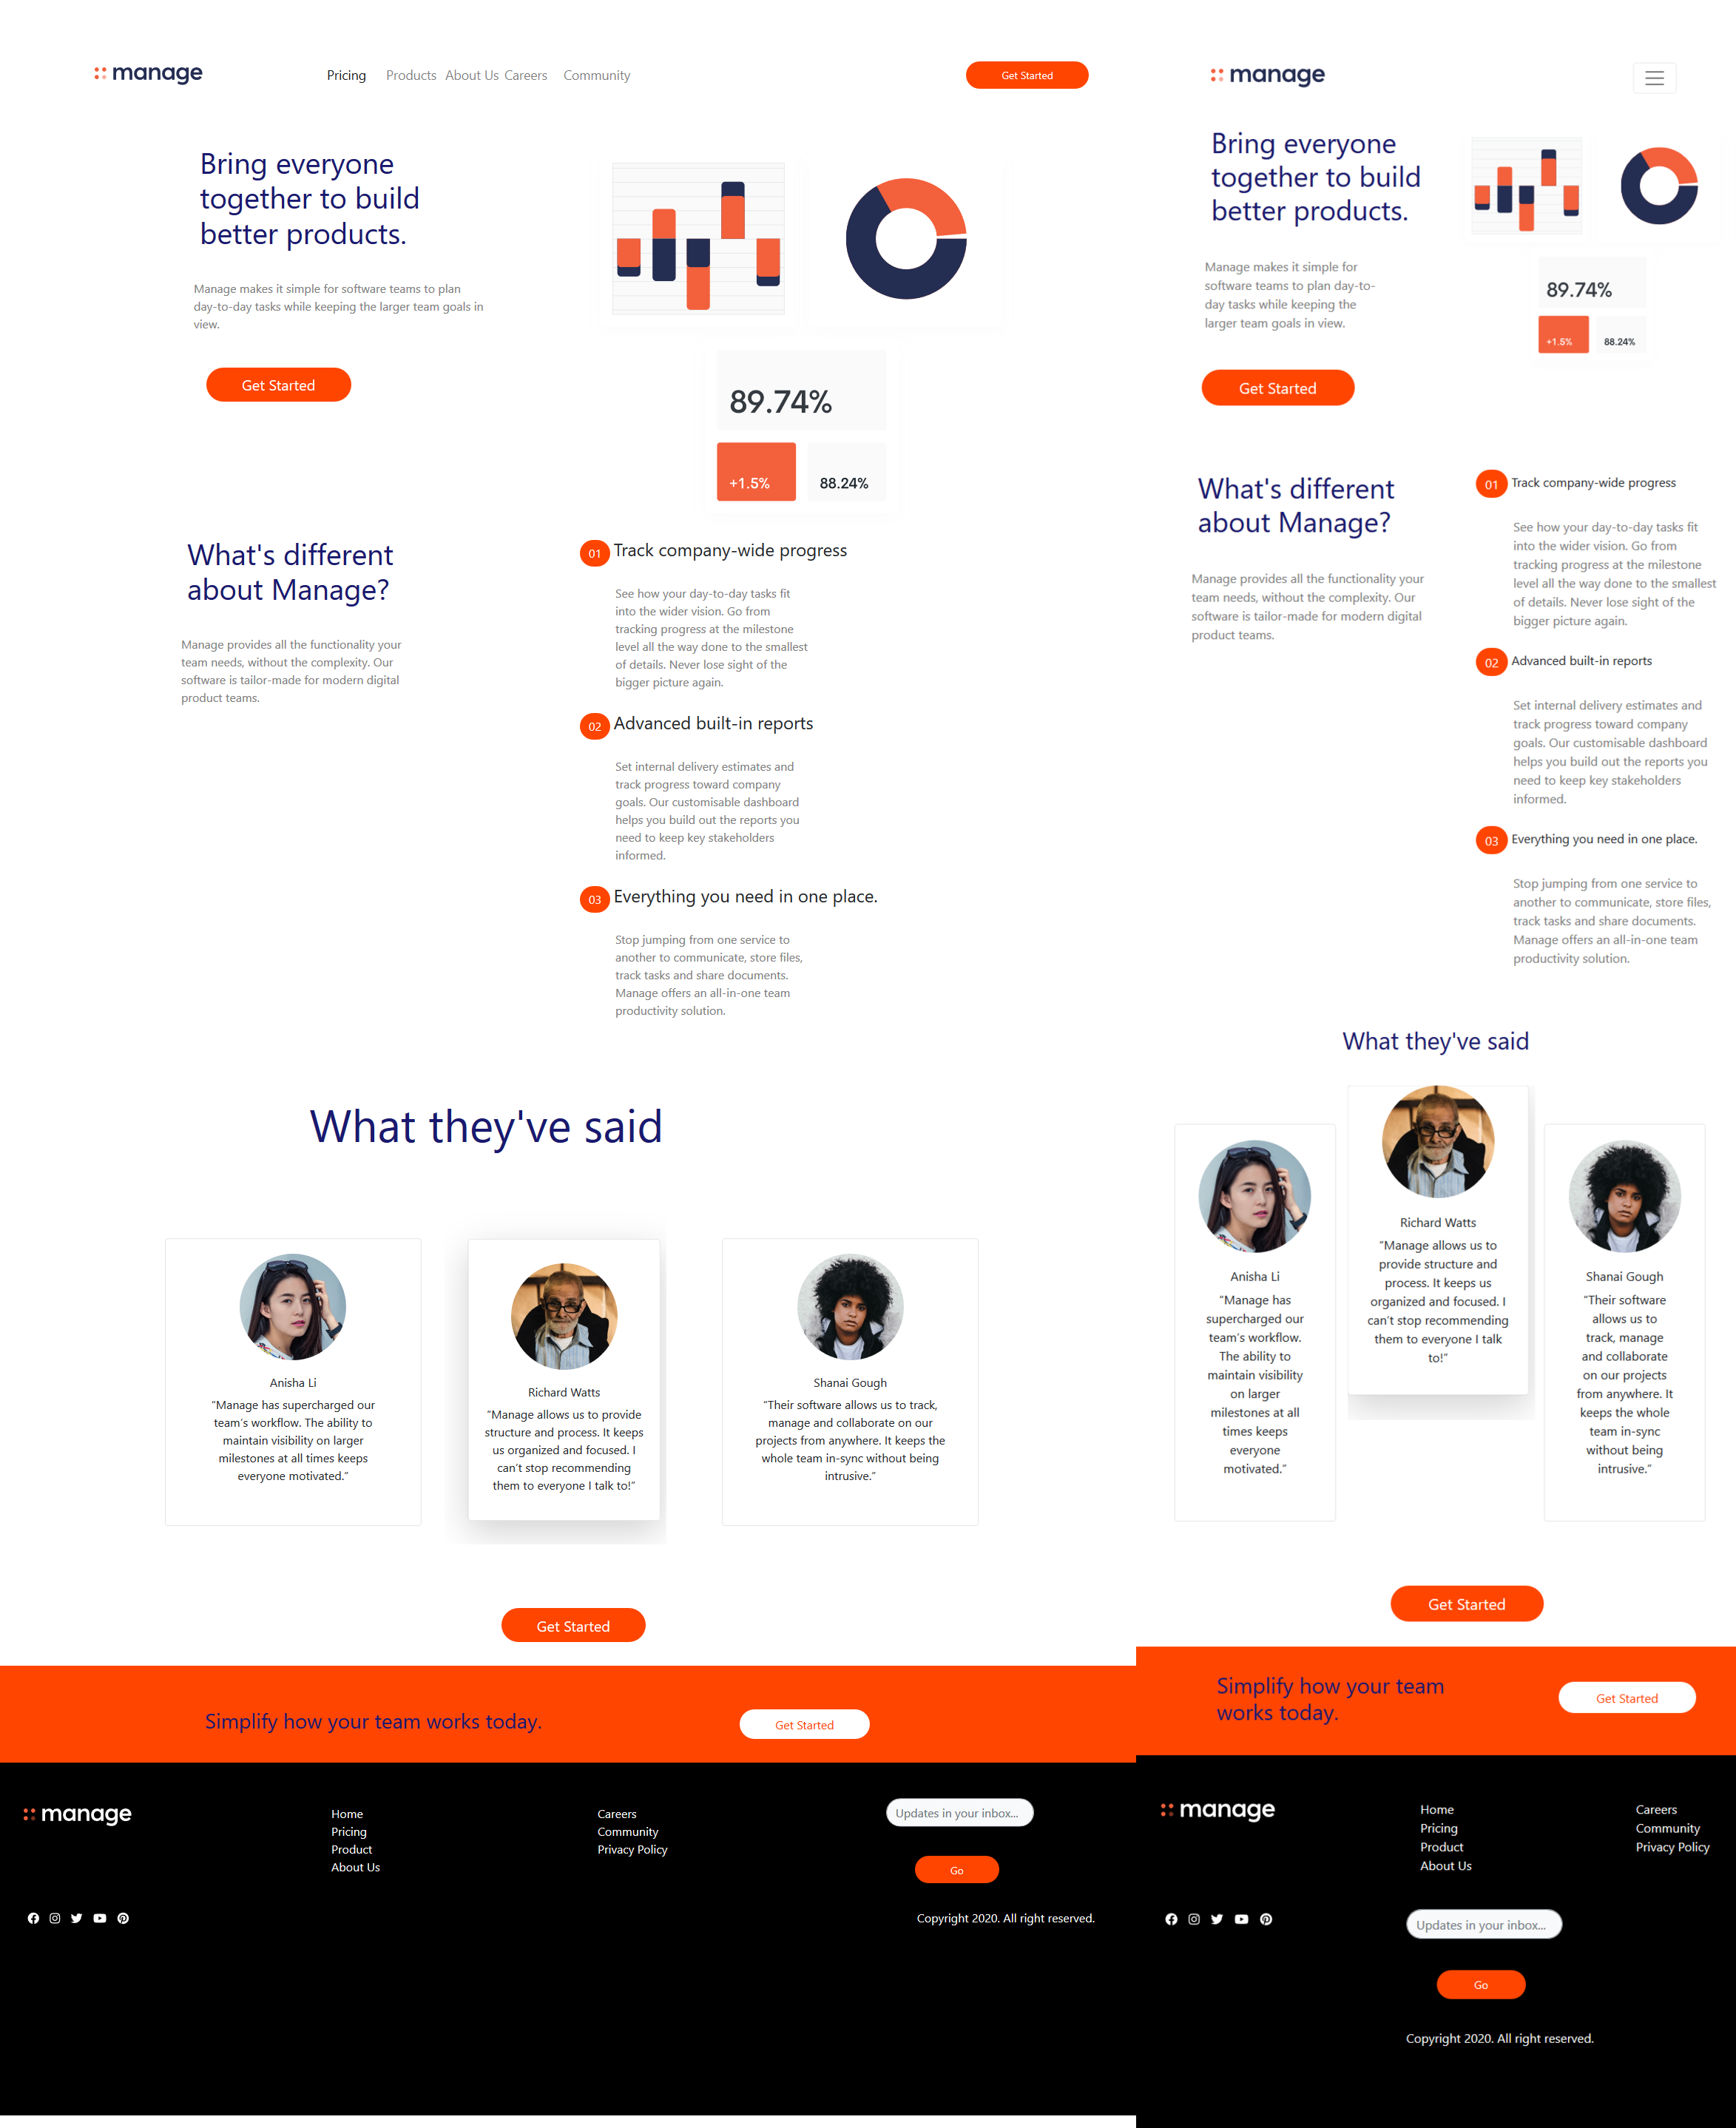 manage
Pricing Products About Us Careers Community
Get Started
Bring everyone
together to build
better products.
Manage makes it simple for software teams to plan
day-to-day tasks while keeping the larger team goals in
view.
Get Started
89.74%
+1.5%
88.24%
What's different
about Manage?
Manage provides all the functionality your
team needs, without the complexity. Our
software is tailor-made for modern digital
product teams.
01 Track company-wide progress
See how your day-to-day tasks fit
into the wider vision. Go from
tracking progress at the milestone
level all the way done to the smallest
of details. Never lose sight of the
bigger picture again.
02 Advanced built-in reports
Set internal delivery estimates and
track progress toward company
goals. Our customisable dashboard
helps you build out the reports you
need to keep key stakeholders
informed.
03 Everything you need in one place.
Stop jumping from one service to
another to communicate, store files,
track tasks and share documents.
Manage offers an all-in-one team
productivity solution.
What they've said
Anisha Li
“Manage has supercharged our
team’s workflow. The ability to
maintain visibility on larger
milestones at all times keeps
everyone motivated.”
Richard Watts
“Manage allows us to provide
structure and process. It keeps
us organized and focused. I
can’t stop recommending
them to everyone I talk to!”
Shanai Gough
“Their software allows us to track,
manage and collaborate on our
projects from anywhere. It keeps the
whole team in-sync without being
intrusive.”
Get Started
Simplify how your team works today.
Get Started
manage
Home
Pricing
Product
About Us
Careers
Community
Privacy Policy
Updates in your inbox...
Go
Copyright 2020. All right reserved.
manage
Bring everyone
together to build
better products.
Manage makes it simple for
software teams to plan day-to-
day tasks while keeping the
larger team goals in view.
Get Started
89.74%
+1.5%
88.24%
What's different
about Manage?
Manage provides all the functionality your
team needs, without the complexity. Our
software is tailor-made for modern digital
product teams.
01 Track company-wide progress
See how your day-to-day tasks fit
into the wider vision. Go from
tracking progress at the milestone
level all the way done to the smallest
of details. Never lose sight of the
bigger picture again.
02 Advanced built-in reports
Set internal delivery estimates and
track progress toward company
goals. Our customisable dashboard
helps you build out the reports you
need to keep key stakeholders
informed.
03 Everything you need in one place.
Stop jumping from one service to
another to communicate, store files,
track tasks and share documents.
Manage offers an all-in-one team
productivity solution.
What they've said
Anisha Li
“Manage has
supercharged our
team’s workflow.
The ability to
maintain visibility
on larger
milestones at all
times keeps
everyone
motivated.”
Richard Watts
“Manage allows us to
provide structure and
process. It keeps us
organized and focused. I
can’t stop recommending
them to everyone I talk
to!”
Shanai Gough
“Their software
allows us to
track, manage
and collaborate
on our projects
from anywhere. It
keeps the whole
team in-sync
without being
intrusive.”
Get Started
Simplify how your team
works today.
Get Started
manage
Home
Pricing
Product
About Us
Careers
Community
Privacy Policy
Updates in your inbox...
Go
Copyright 2020. All right reserved.